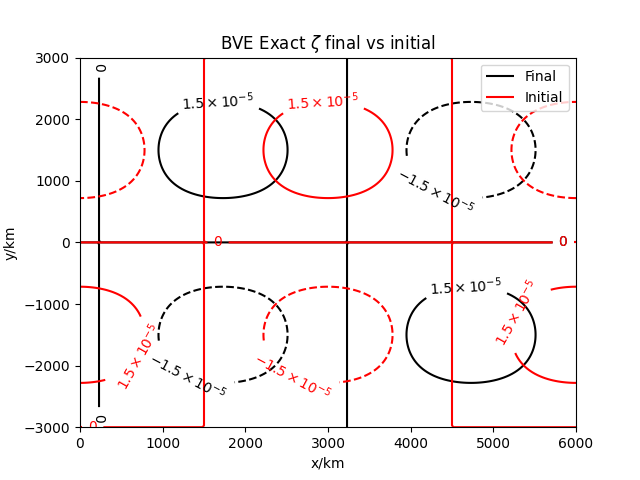 BVE Exact ζ final vs initial
Final
Initial
3000
2000
1000
0
−1000
−2000
−3000
y/km
0
1.5 × 10⁻⁵
1.5 × 10⁻⁵
−1.5 × 10⁻⁵
0
0
1.5 × 10⁻⁵
1.5 × 10⁻⁵
1.5 × 10⁻⁵
−1.5 × 10⁻⁵
−1.5 × 10⁻⁵
0
0
0
1000
2000
3000
4000
5000
6000
x/km